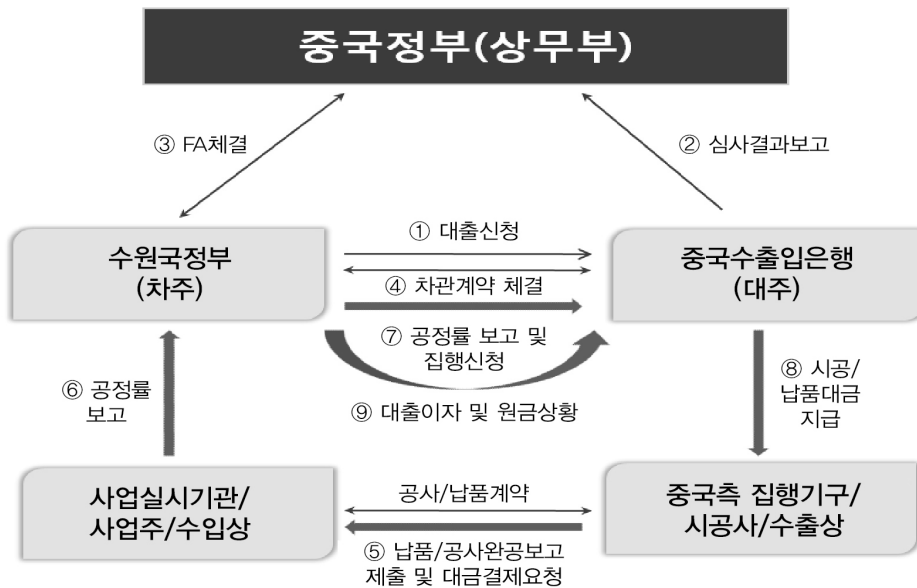 중국정부(상무부)
③ FA체결
② 심사결과보고
수원국정부
(차주)
① 대출신청
④ 차관계약 체결
중국수출입은행
(대주)
⑦ 공정률 보고 및
집행신청
⑥ 공정률
보고
⑧ 시공/
납품대금
지급
⑨ 대출이자 및 원금상황
사업실시기관/
사업주/수입상
공사/납품계약
중국측 집행기구/
시공사/수출상
⑤ 납품/공사완공보고
제출 및 대금결제요청